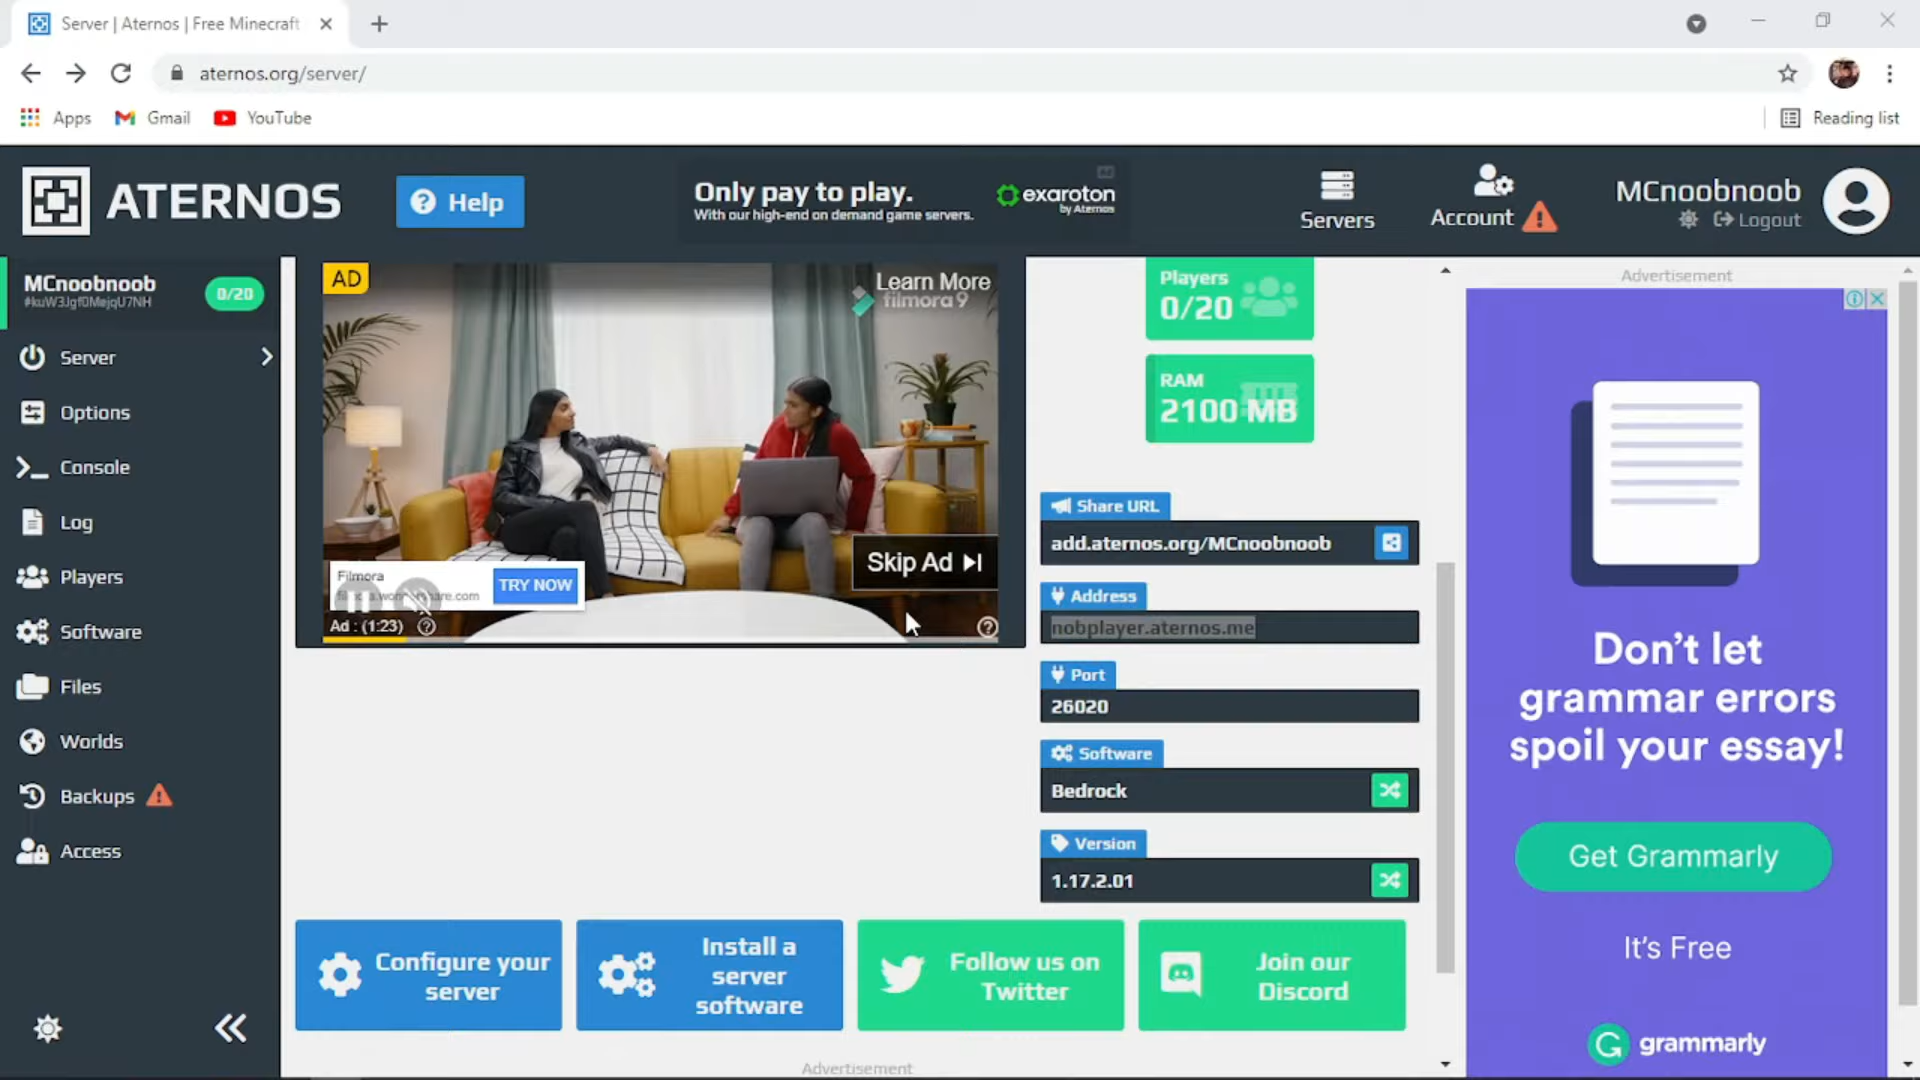 Server | Aternos | Free Minecraft
aternos.org/server/
Apps
Gmail
YouTube
Reading list
ATERNOS
Help
Only pay to play.
With our high-end on demand game servers.
exaroton
by Aternos
Servers
Account
MCnoobnoob
Logout
MCnoobnoob
#kuW3Jgf0MejqU7NH
0/20
Server
Options
Console
Log
Players
Software
Files
Worlds
Backups
Access
AD
Learn More
filmora9
Skip Ad
Filmora
TRY NOW
Ad : (1:23)
Players
0/20
RAM
2100 MB
Share URL
add.aternos.org/MCnoobnoob
Address
nobplayer.aternos.me
Port
26020
Software
Bedrock
Version
1.17.2.01
Configure your
server
Install a
server
software
Follow us on
Twitter
Join our
Discord
Advertisement
Advertisement
Don't let
grammar errors
spoil your essay!
Get Grammarly
It's Free
grammarly